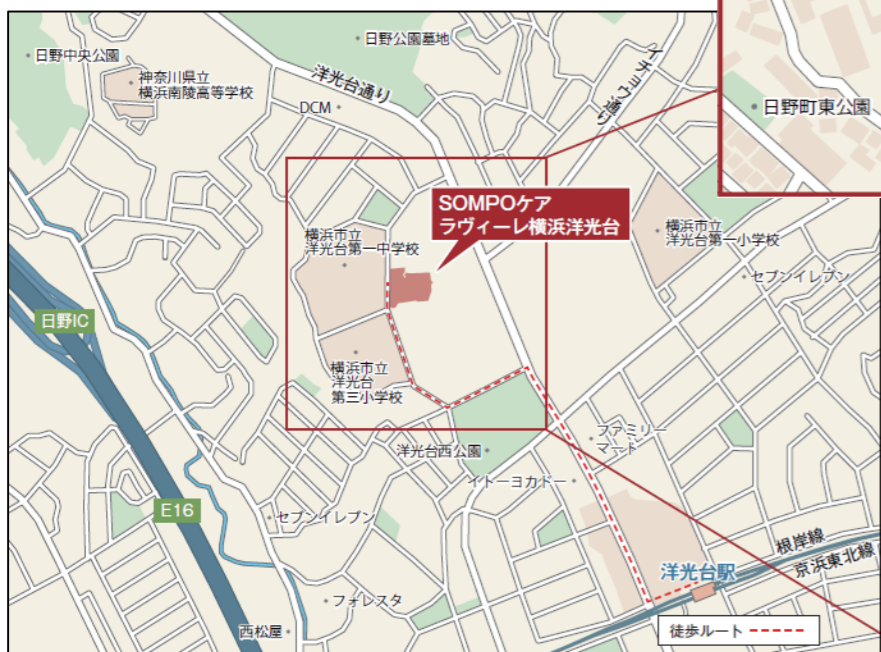 日野中央公園
神奈川県立
横浜南陵高等学校
日野公園墓地
洋光台通り
DCM
イチョウ通り
日野町東公園
SOMPOケア
ラヴィーレ横浜洋光台
横浜市立
洋光台第一中学校
横浜市立
洋光台第一小学校
セブンイレブン
日野IC
横浜市立
洋光台
第三小学校
洋光台西公園
ファミリー
マート
イトーヨカドー
E16
セブンイレブン
根岸線
京浜東北線
洋光台駅
フォレスタ
西松屋
徒歩ルート